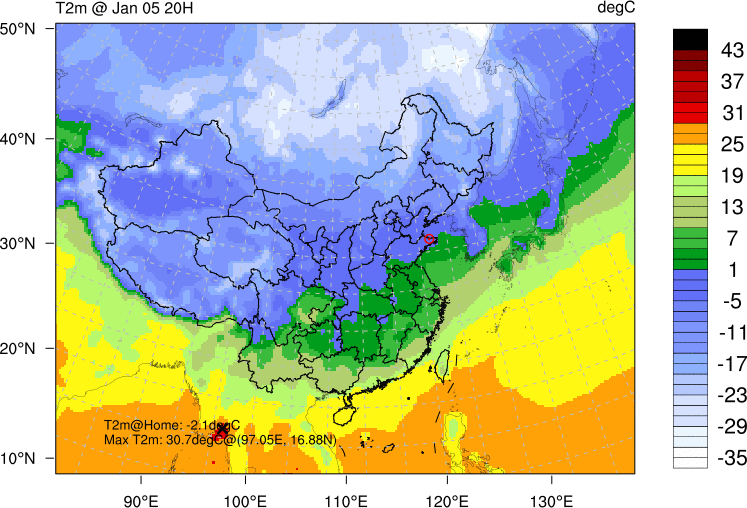 T2m @ Jan 05 20H degC
50°N
40°N
30°N
20°N
10°N
T2m@Home: -2.1degC
Max T2m: 30.7degC@(97.05E, 16.88N)
90°E 100°E 110°E 120°E 130°E
43
37
31
25
19
13
7
1
-5
-11
-17
-23
-29
-35